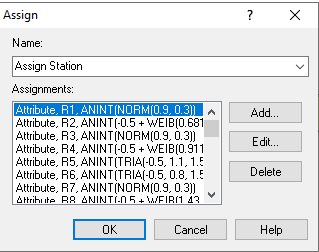 Assign
?
Name:
Assign Station
Assignments:
Attribute, R1, ANINT(NORM(0.9, 0.3))
Attribute, R2, ANINT(-0.5 + WEIB(0.681
Attribute, R3, ANINT(NORM(0.9, 0.3))
Attribute, R4, ANINT(-0.5 + WEIB(0.911
Attribute, R5, ANINT(TRIA(-0.5, 1.1, 1.5
Attribute, R6, ANINT(TRIA(-0.5, 0.8, 1.5
Attribute, R7, ANINT(NORM(0.9, 0.3))
Attribute, R8, ANINT(-0.5 + WEIB(1.43
Add...
Edit...
Delete
OK
Cancel
Help